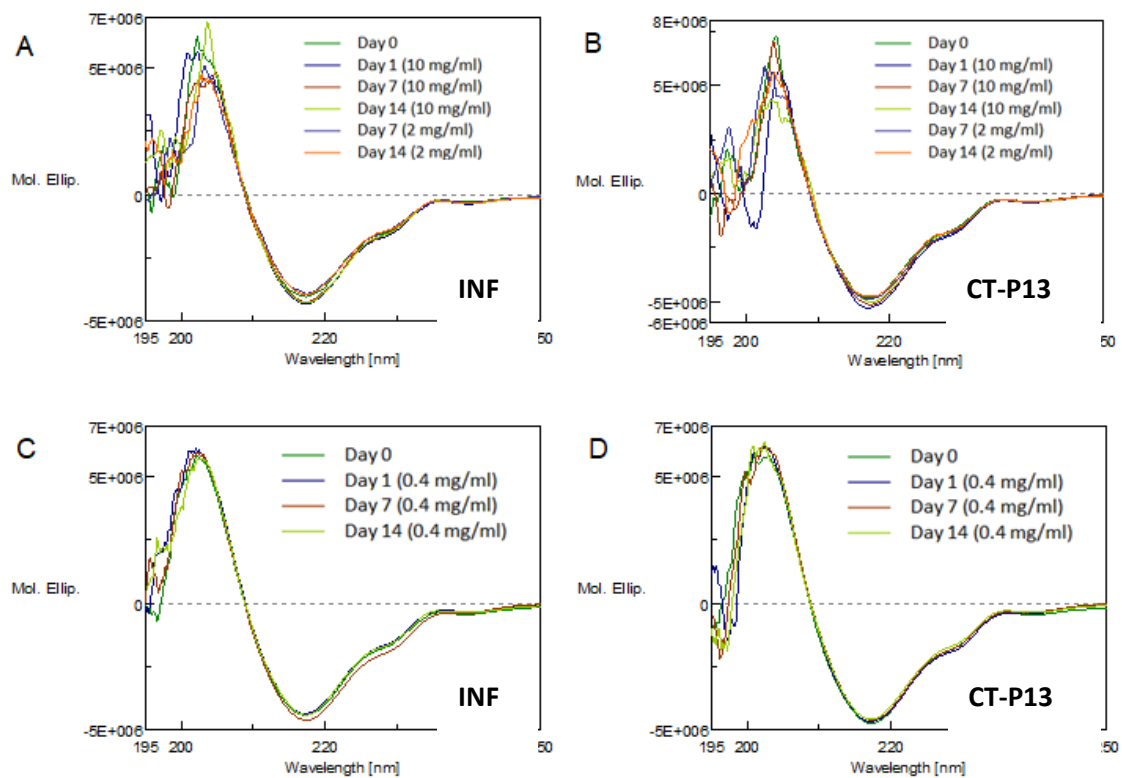 A
7E+006
5E+006
Mol. Ellip.
0
-5E+006
195 200 220 50
Wavelength [nm]
Day 0
Day 1 (10 mg/ml)
Day 7 (10 mg/ml)
Day 14 (10 mg/ml)
Day 7 (2 mg/ml)
Day 14 (2 mg/ml)
INF
B
8E+006
5E+006
Mol. Ellip.
0
-5E+006
-6E+006
195 200 220 50
Wavelength [nm]
Day 0
Day 1 (10 mg/ml)
Day 7 (10 mg/ml)
Day 14 (10 mg/ml)
Day 7 (2 mg/ml)
Day 14 (2 mg/ml)
CT-P13
C
7E+006
5E+006
Mol. Ellip.
0
-5E+006
195 200 220 50
Wavelength [nm]
Day 0
Day 1 (0.4 mg/ml)
Day 7 (0.4 mg/ml)
Day 14 (0.4 mg/ml)
INF
D
7E+006
5E+006
Mol. Ellip.
0
-5E+006
195 200 220 50
Wavelength [nm]
Day 0
Day 1 (0.4 mg/ml)
Day 7 (0.4 mg/ml)
Day 14 (0.4 mg/ml)
CT-P13